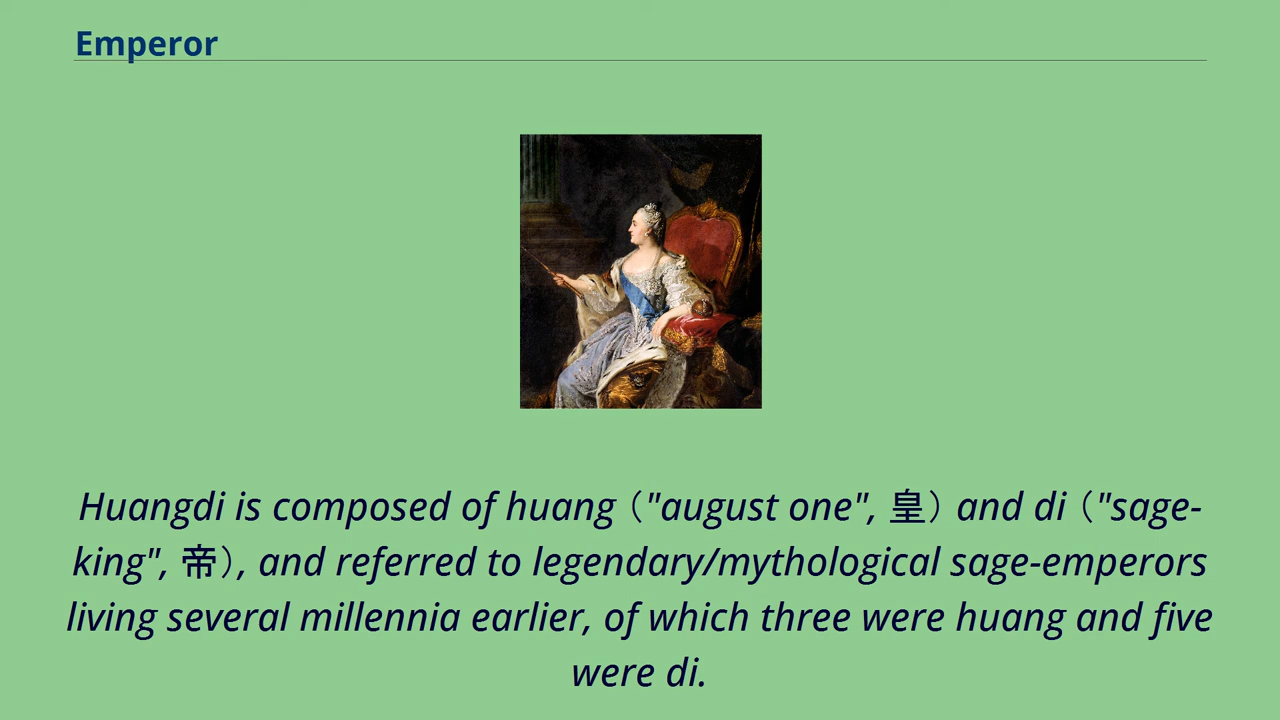 Emperor
Huangdi is composed of huang（"august one", 皇）and di（"sage-
king", 帝）, and referred to legendary/mythological sage-emperors
living several millennia earlier, of which three were huang and five
were di.